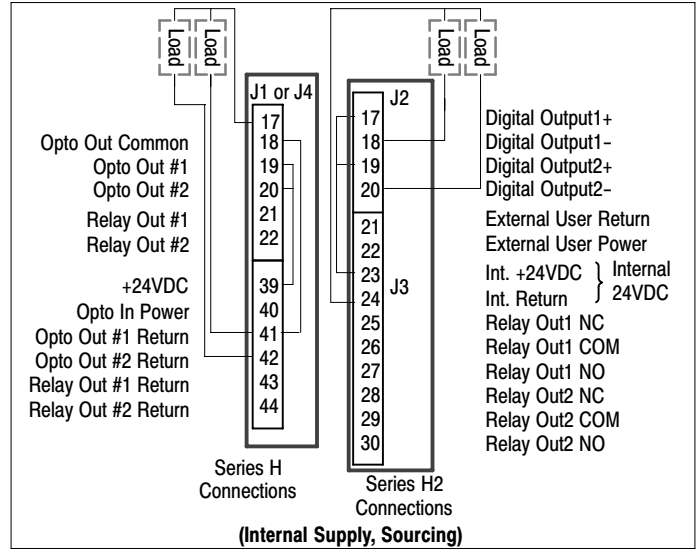 Load Load Load Load
J1 or J4 J2
17
Opto Out Common 18
Opto Out #1 19
Opto Out #2 20
Relay Out #1 21
Relay Out #2 22
+24VDC 39
Opto In Power 40
Opto Out #1 Return 41
Opto Out #2 Return 42
Relay Out #1 Return 43
Relay Out #2 Return 44
Series H
Connections
17 Digital Output1+
18 Digital Output1-
19 Digital Output2+
20 Digital Output2-
21 External User Return
22 External User Power
23 Int. +24VDC } Internal
24 J3 Int. Return 24VDC
25 Relay Out1 NC
26 Relay Out1 COM
27 Relay Out1 NO
28 Relay Out2 NC
29 Relay Out2 COM
30 Relay Out2 NO
Series H2
Connections
(Internal Supply, Sourcing)